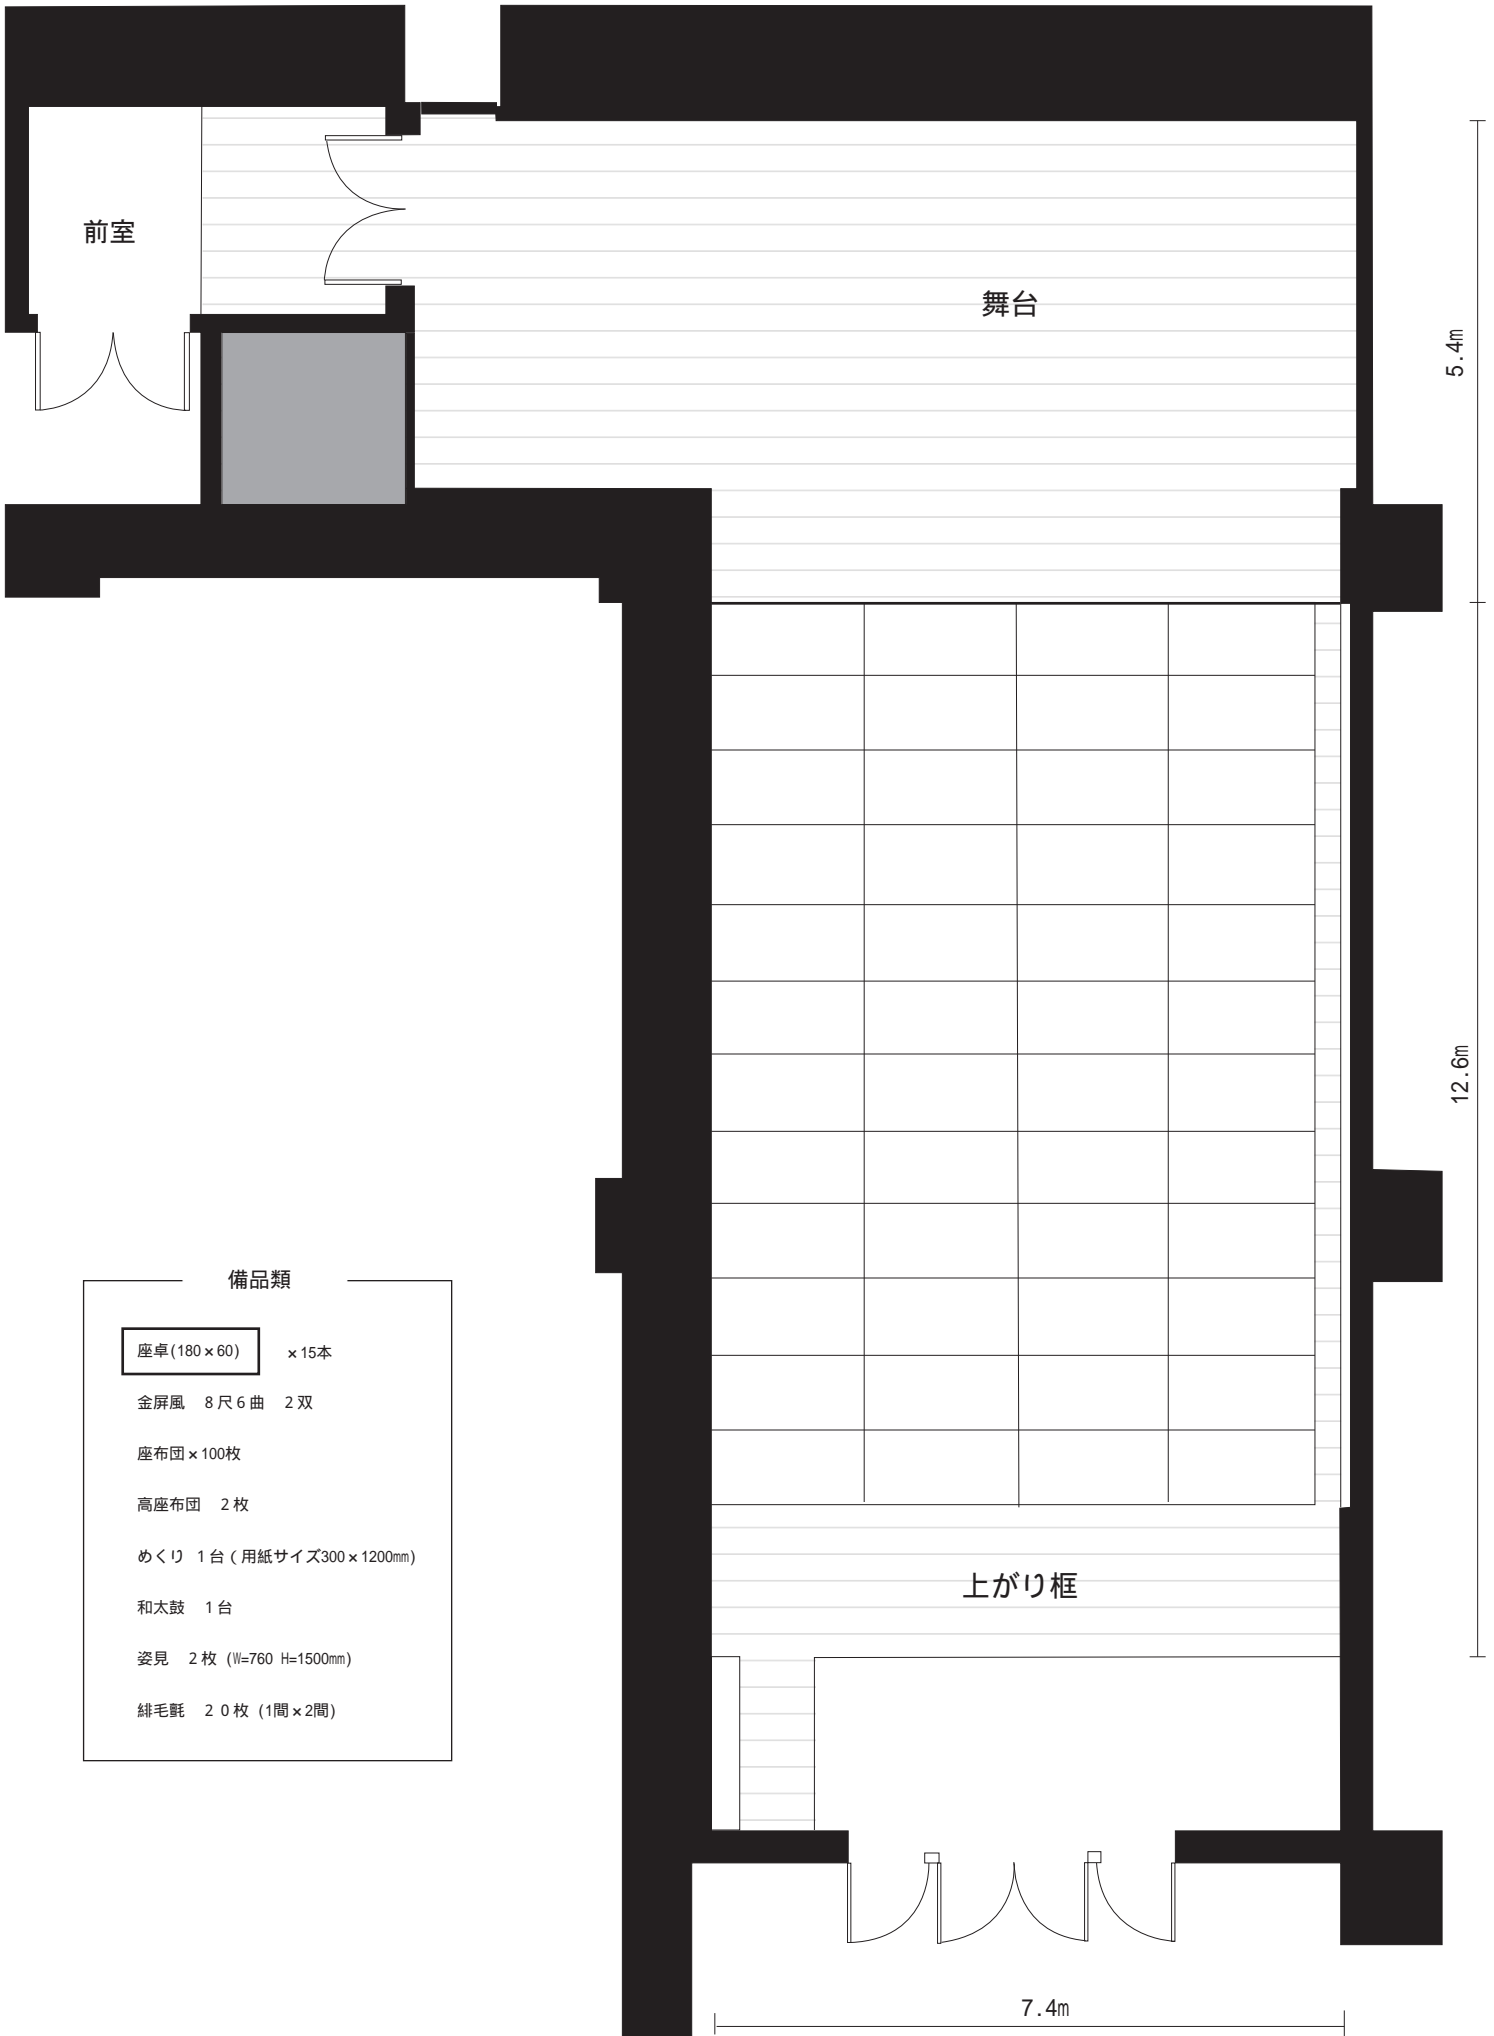 前室
舞台
5.4m
12.6m
備品類
座卓(180×60) ×15本
金屏風 8尺6曲 2双
座布団×100枚
高座布団 2枚
めくり 1台(用紙サイズ300×1200㎜)
和太鼓 1台
姿見 2枚 (W=760 H=1500㎜)
緋毛氈 20枚 (1間×2間)
上がり框
7.4m